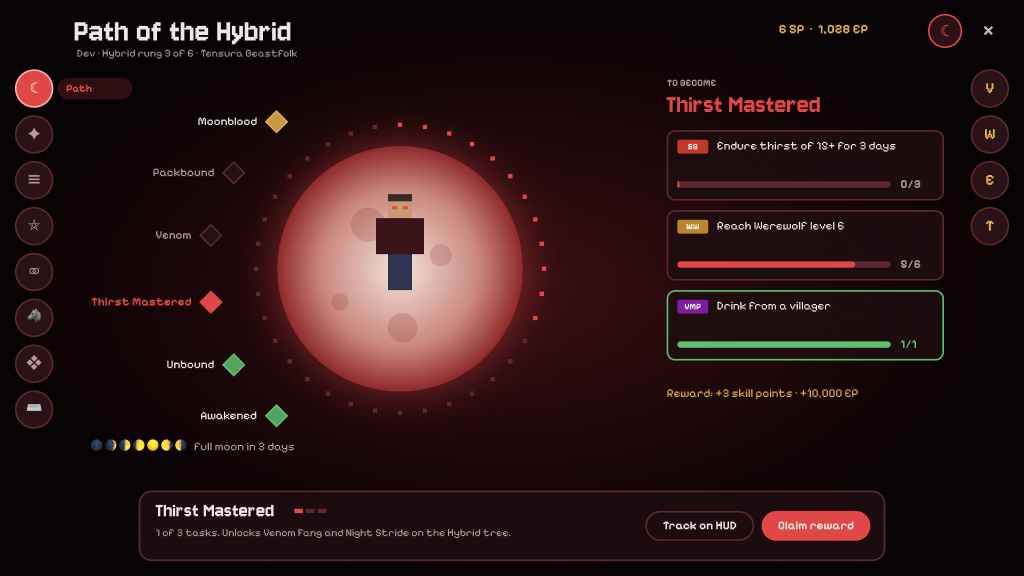 Path of the Hybrid
Dev · Hybrid rung 3 of 6 · Tensura Beastfolk
6 SP · 1,028 EP
Path
Moonblood
Packbound
Venom
Thirst Mastered
Unbound
Awakened
Full moon in 3 days
TO BECOME
Thirst Mastered
SG
Endure thirst of 18+ for 3 days
0/3
WW
Reach Werewolf level 6
5/6
VMP
Drink from a villager
1/1
Reward: +3 skill points · +10,000 EP
V
W
E
T
Thirst Mastered
1 of 3 tasks. Unlocks Venom Fang and Night Stride on the Hybrid tree.
Track on HUD
Claim reward